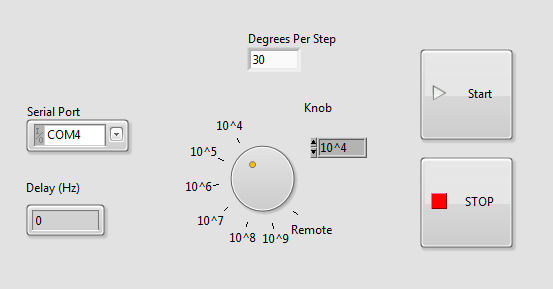 Degrees Per Step
30
Serial Port
COM4
Delay (Hz)
0
Knob
10^4
10^4
10^5
10^6
10^7
10^8
10^9
Remote
Start
STOP